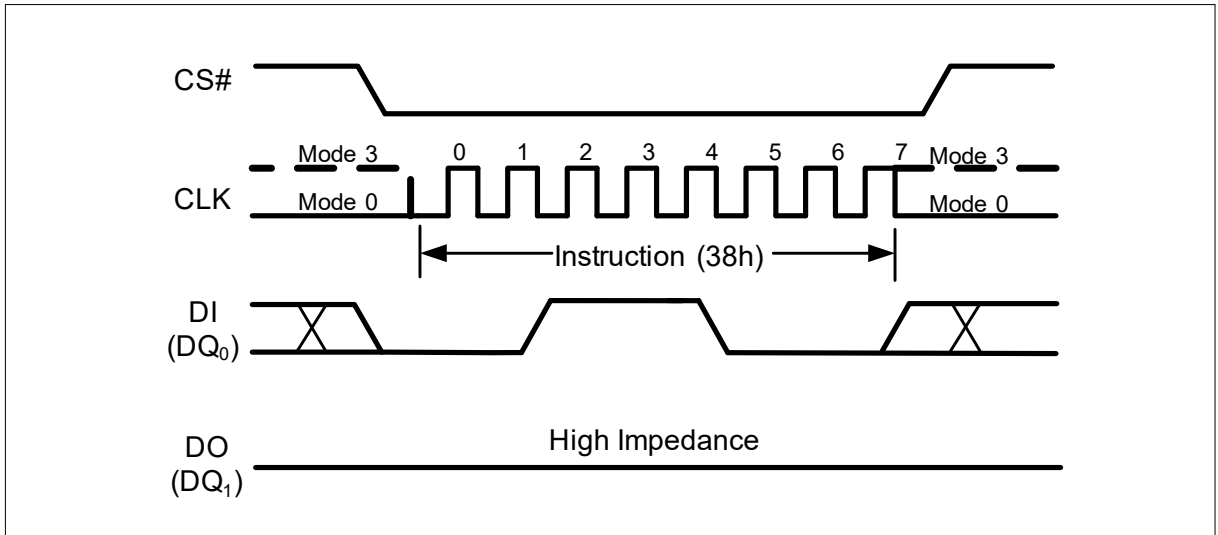 CS#
Mode 3 0 1 2 3 4 5 6 7 Mode 3
CLK Mode 0 Mode 0
Instruction (38h)
DI
(DQ₀)
High Impedance
DO
(DQ₁)